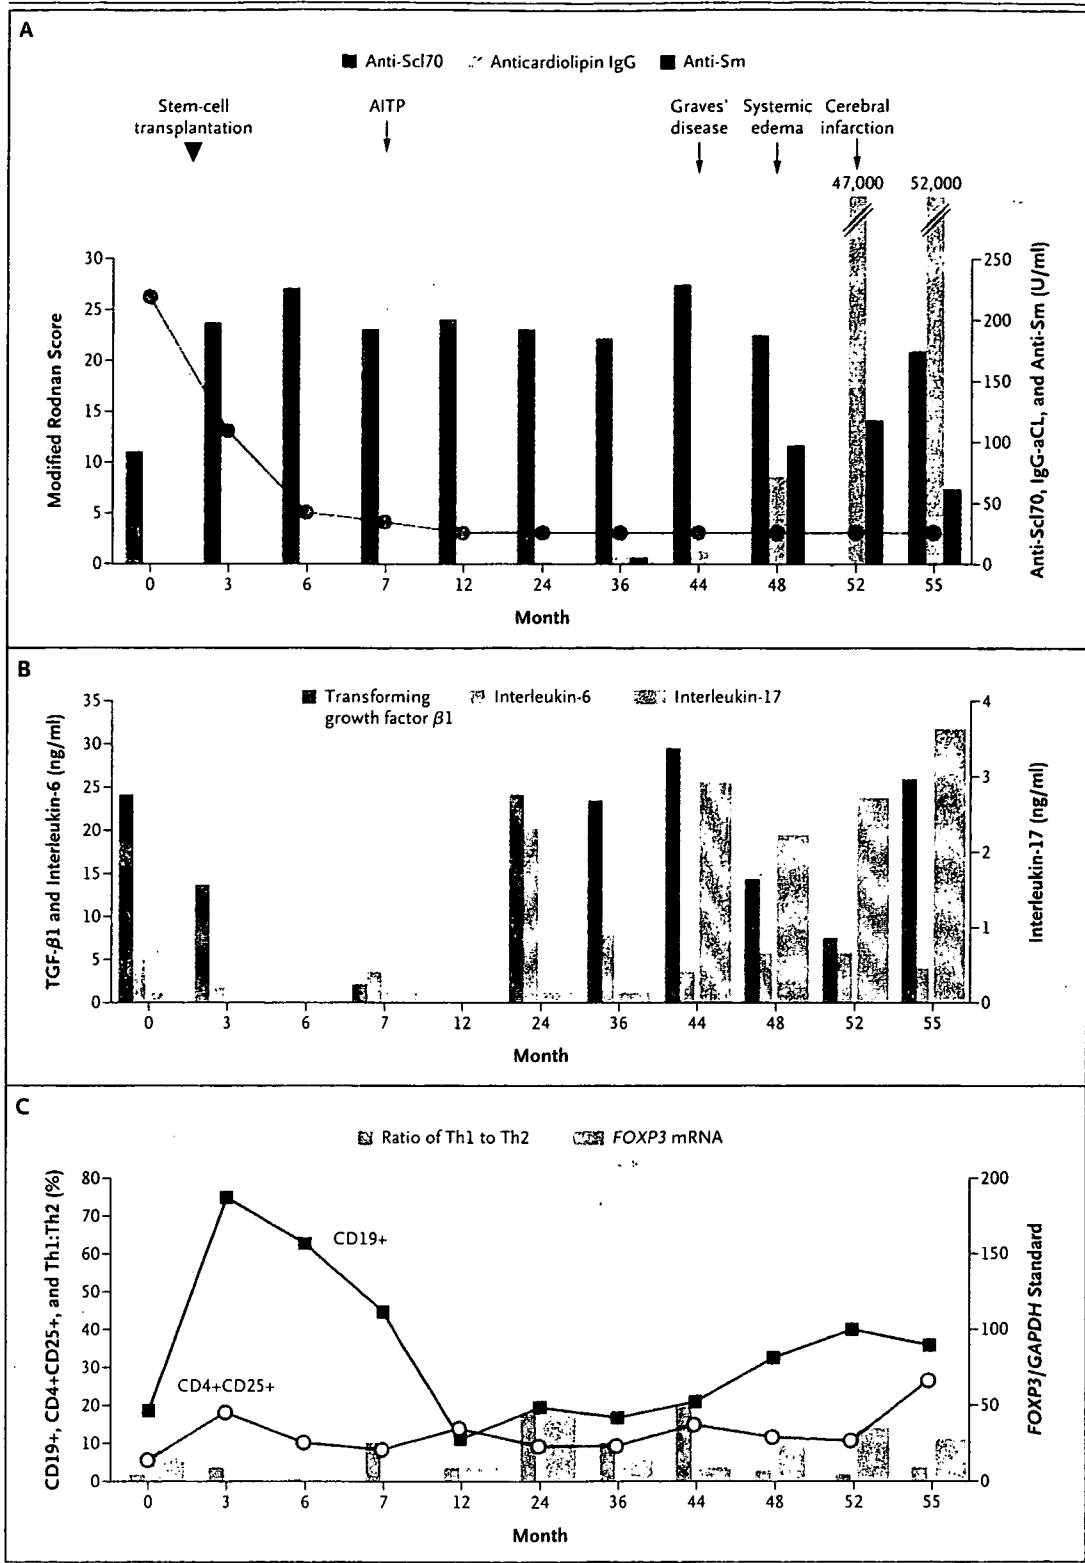 A
Anti-Scl70 Anticardiolipin IgG Anti-Sm
Stem-cell transplantation
AITP
Graves' disease
Systemic edema
Cerebral infarction
47,000 52,000
Modified Rodnan Score
30
25
20
15
10
5
0
Anti-Scl70, IgG-aCL, and Anti-Sm (U/ml)
250
200
150
100
50
0
0 3 6 7 12 24 36 44 48 52 55
Month
B
Transforming growth factor β1 Interleukin-6 Interleukin-17
TGF-β1 and Interleukin-6 (ng/ml)
35
30
25
20
15
10
5
0
Interleukin-17 (ng/ml)
4
3
2
1
0
0 3 6 7 12 24 36 44 48 52 55
Month
C
Ratio of Th1 to Th2 FOXP3 mRNA
CD19+, CD4+CD25+, and Th1:Th2 (%)
80
70
60
50
40
30
20
10
0
CD19+
CD4+CD25+
FOXP3/GAPDH Standard
200
150
100
50
0
0 3 6 7 12 24 36 44 48 52 55
Month